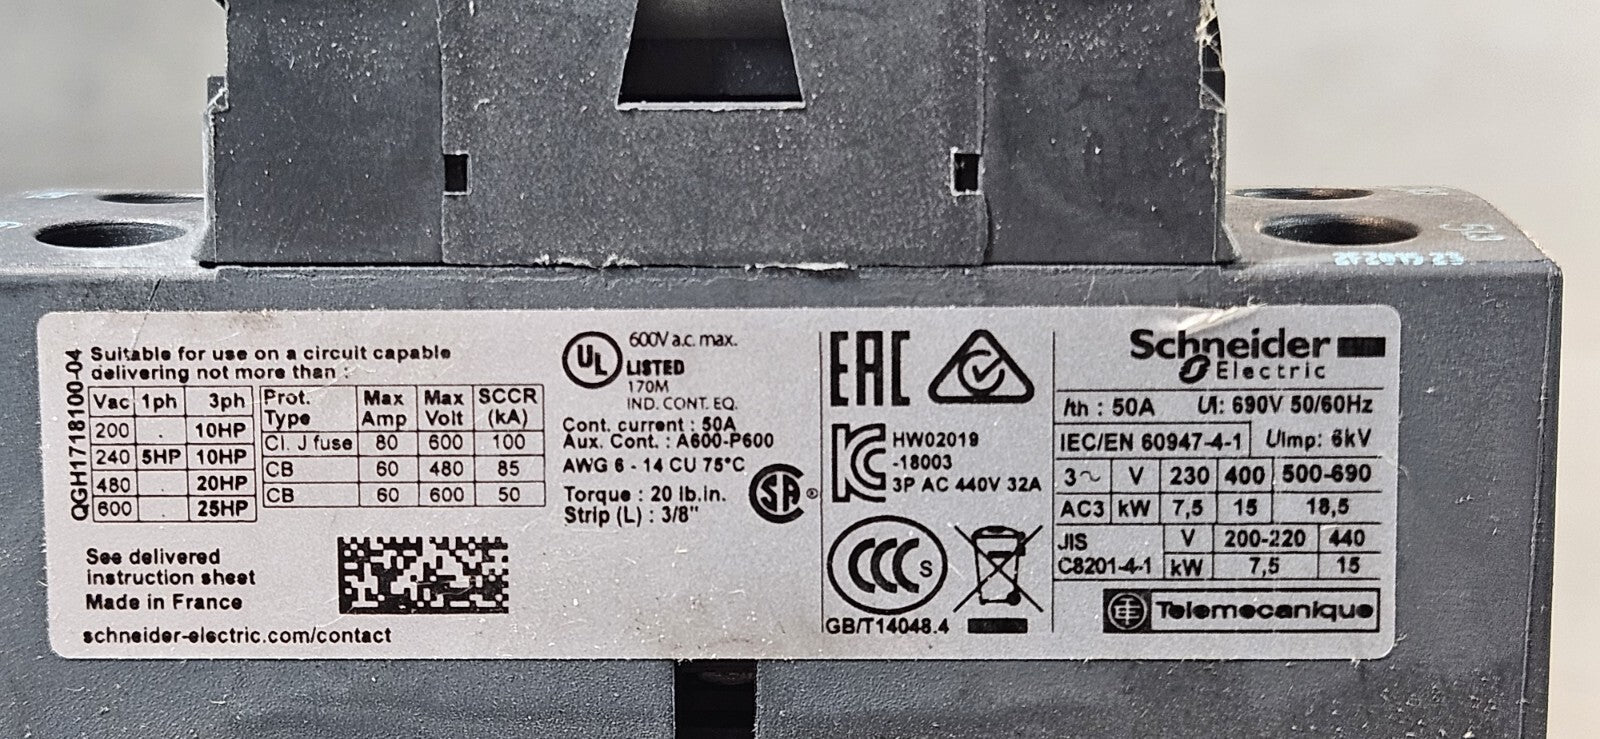 2F2015 23
QGH1718100-04
Suitable for use on a circuit capable
delivering not more than :
Vac 1ph 3ph
200 . 10HP
240 5HP 10HP
480 20HP
600 . 25HP
Prot. Type Max Amp Max Volt SCCR (kA)
Cl. J fuse 80 600 100
CB 60 480 85
CB 60 600 50
See delivered
instruction sheet
Made in France
schneider-electric.com/contact
UL
600V a.c. max.
LISTED
170M
IND. CONT. EQ.
Cont. current : 50A
Aux. Cont. : A600-P600
AWG 6 - 14 CU 75°C
Torque : 20 lb.in.
Strip (L) : 3/8"
SA ®
EAC
KC
HW02019
-18003
3P AC 440V 32A
CCC S
GB/T14048.4
Schneider
Electric
Ith : 50A Ui: 690V 50/60Hz
IEC/EN 60947-4-1 Uimp: 6kV
3~ V 230 400 500-690
AC3 kW 7,5 15 18,5
JIS V 200-220 440
C8201-4-1 kW 7,5 15
Telemecanique